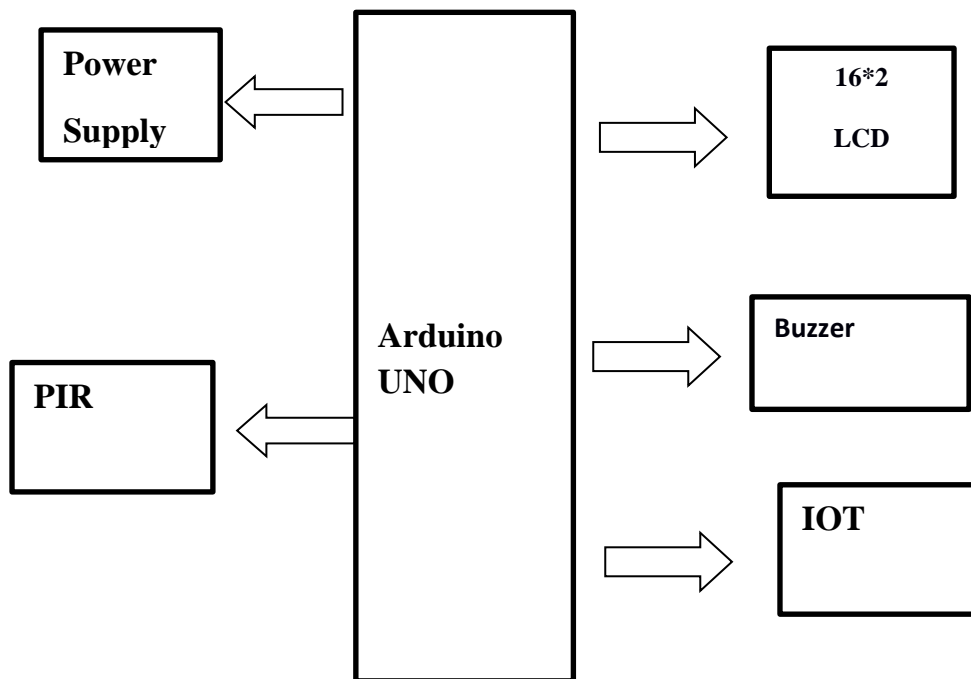 Power
Supply
PIR
Arduino
UNO
16*2
LCD
Buzzer
IOT